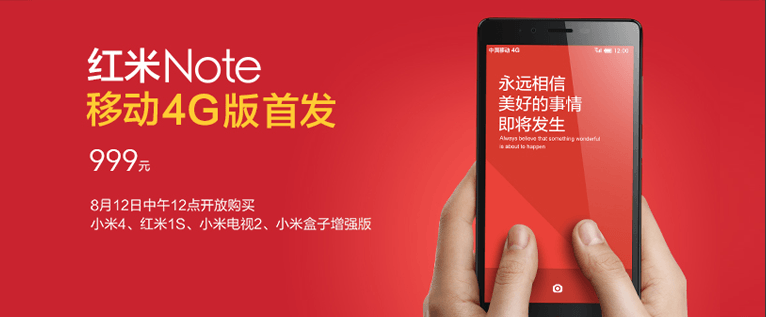 红米Note
移动4G版首发
999元
8月12日中午12点开放购买
小米4、红米1S、小米电视2、小米盒子增强版
中国移动 4G
12:00
永远相信
美好的事情
即将发生
Always believe that something wonderful
is about to happen